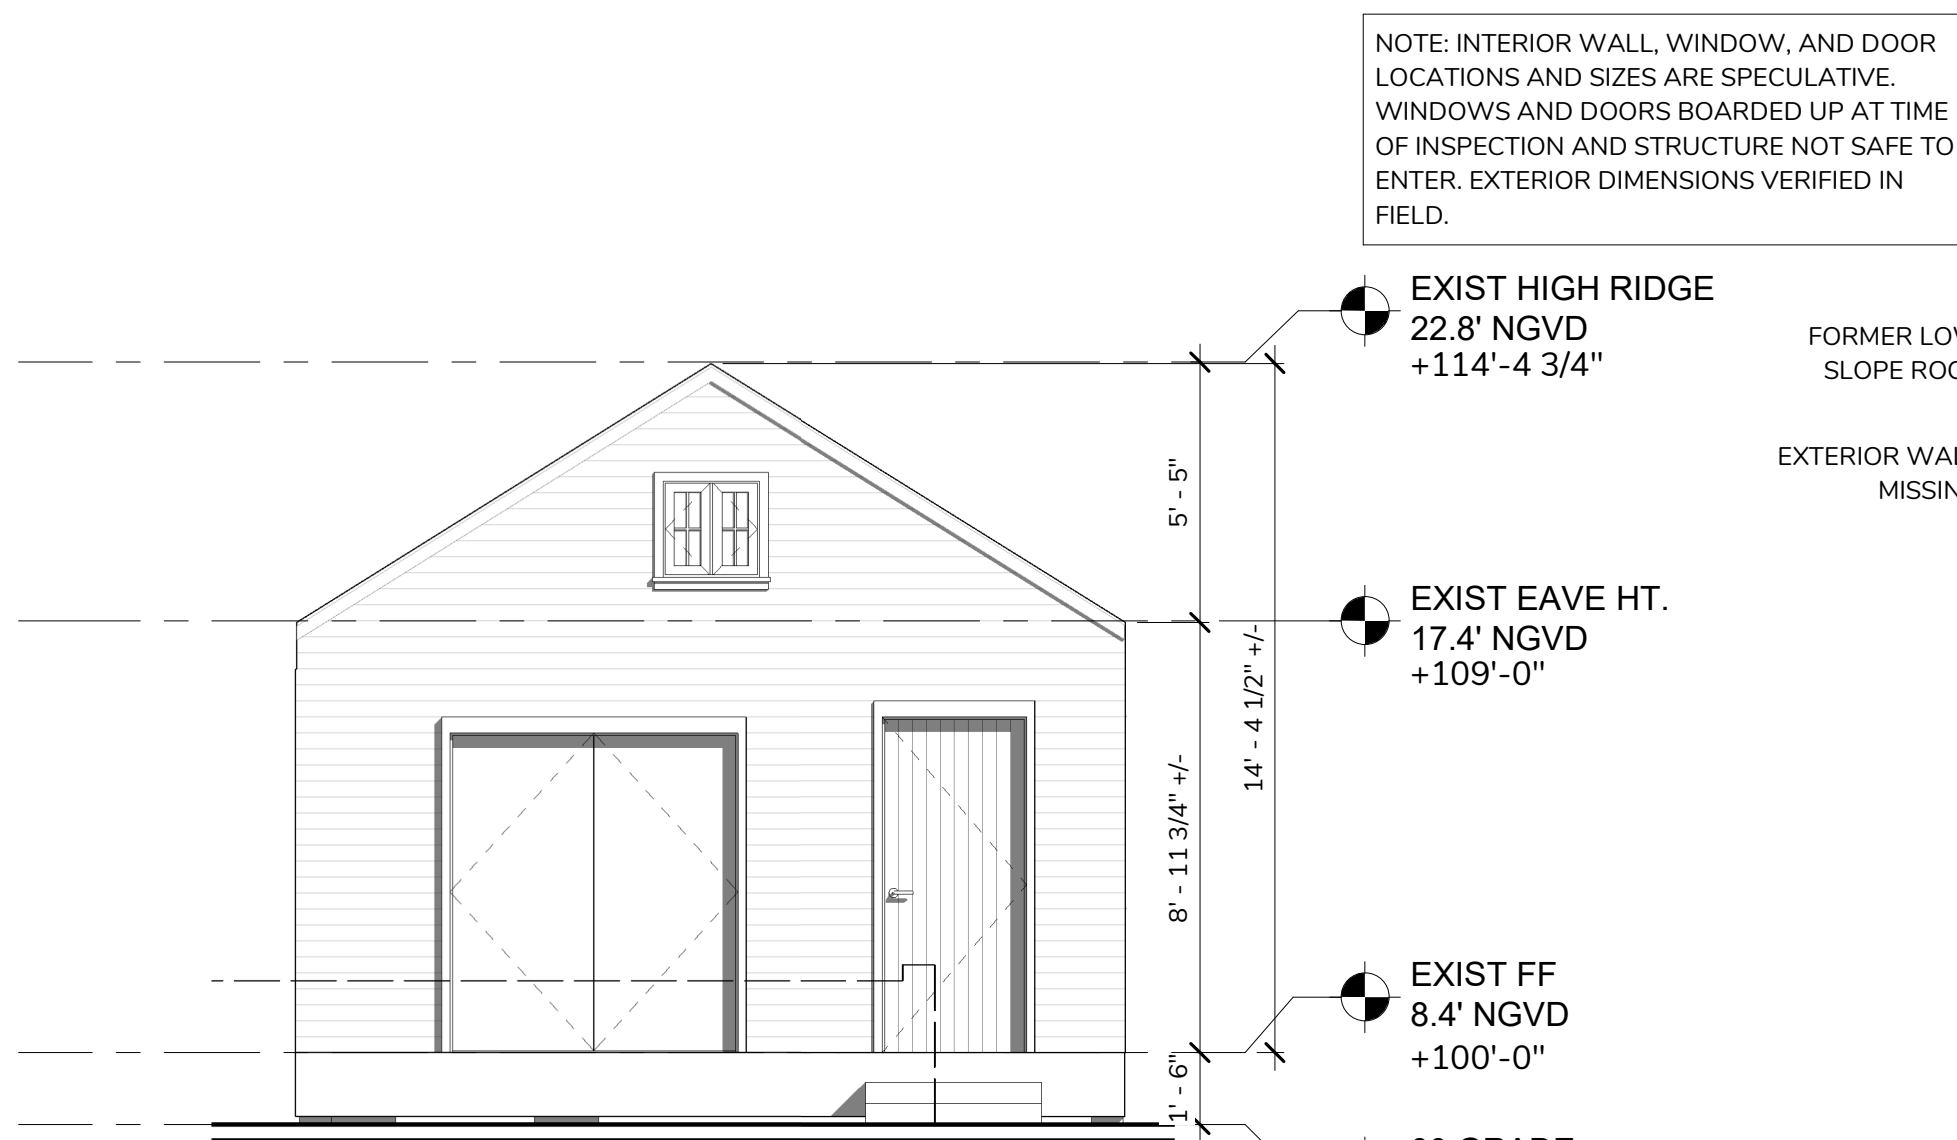 NOTE: INTERIOR WALL, WINDOW, AND DOOR
LOCATIONS AND SIZES ARE SPECULATIVE.
WINDOWS AND DOORS BOARDED UP AT TIME
OF INSPECTION AND STRUCTURE NOT SAFE TO
ENTER. EXTERIOR DIMENSIONS VERIFIED IN
FIELD.
EXIST HIGH RIDGE
22.8' NGVD
+114'-4 3/4"
FORMER
SLOPE
EXTERIOR
5' - 5"
EXIST EAVE HT.
17.4' NGVD
+109'-0"
14' - 4 1/2" +/-
8' - 11 3/4" +/-
EXIST FF
8.4' NGVD
+100'-0"
1' - 6"